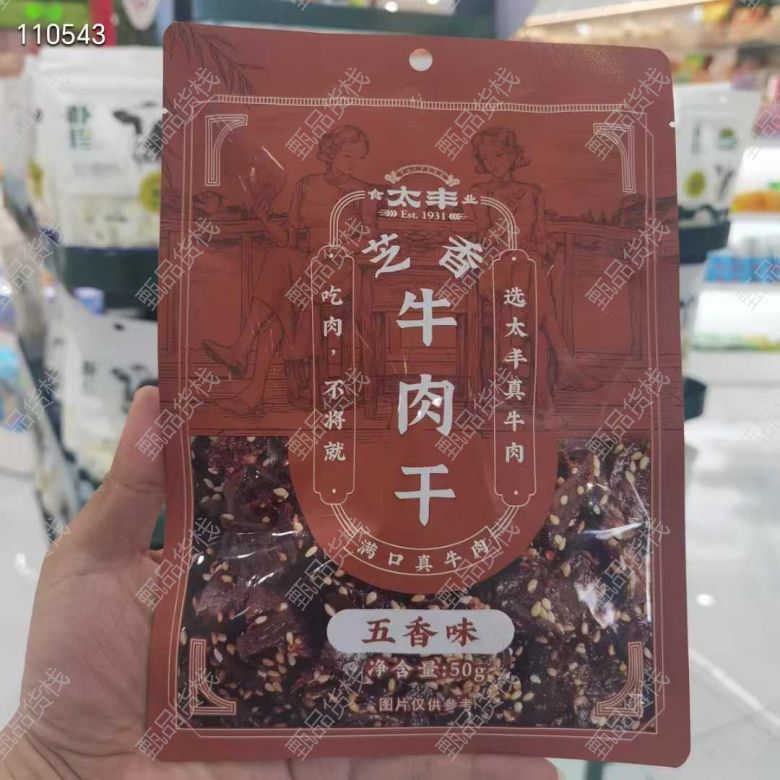 110543
食太丰业
Est. 1931
芝香
牛肉干
选太丰真牛肉
吃肉，不将就
满口真牛肉
五香味
净含量:50g
图片仅供参考
甄品货栈